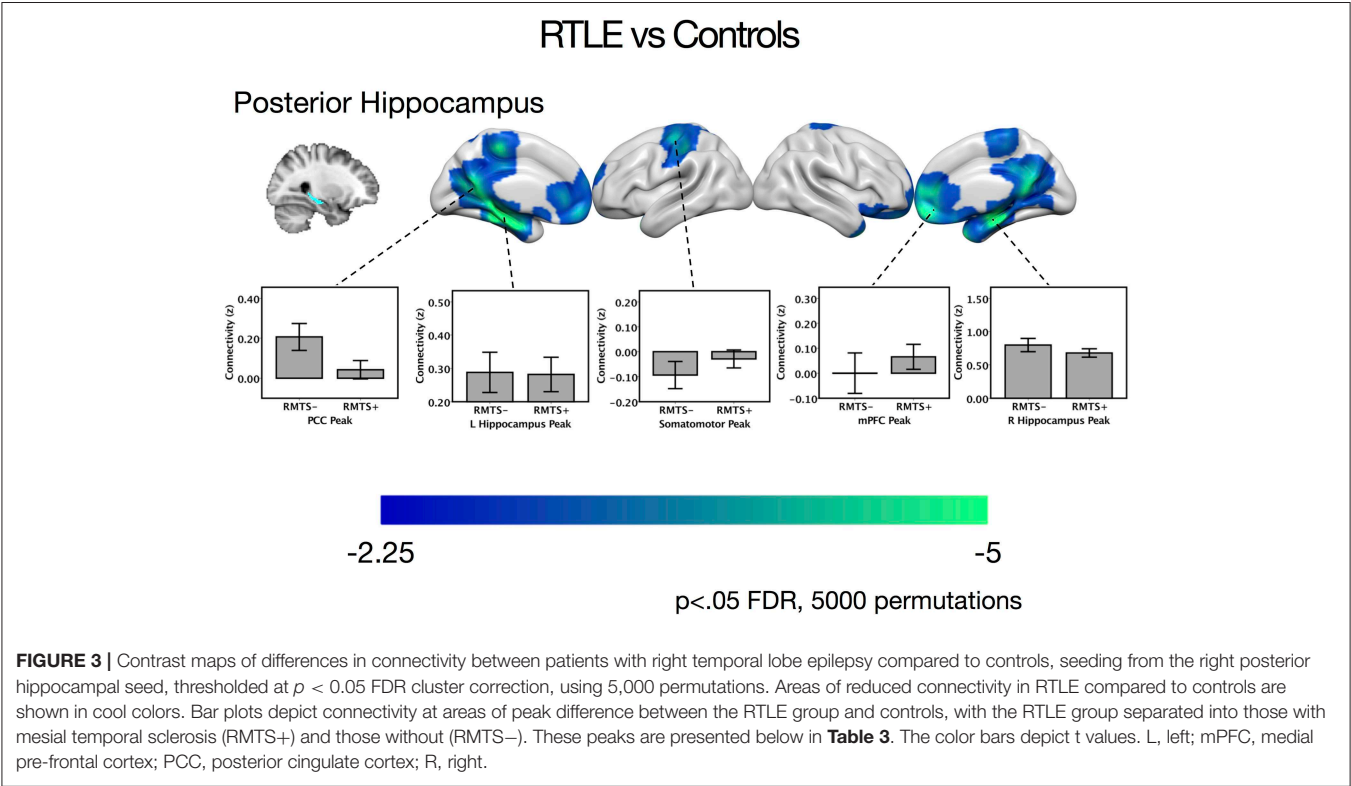 RTLE vs Controls
Posterior Hippocampus
Connectivity (z)
0.40
0.20
0.00
RMTS−
RMTS+
PCC Peak
Connectivity (z)
0.50
0.40
0.30
0.20
RMTS−
RMTS+
L Hippocampus Peak
Connectivity (z)
0.20
0.10
0.00
−0.10
−0.20
RMTS−
RMTS+
Somatomotor Peak
Connectivity (z)
0.30
0.20
0.10
0.00
−0.10
RMTS−
RMTS+
mPFC Peak
Connectivity (z)
1.50
1.00
0.50
0.00
RMTS−
RMTS+
R Hippocampus Peak
-2.25
-5
p<.05 FDR, 5000 permutations
FIGURE 3 | Contrast maps of differences in connectivity between patients with right temporal lobe epilepsy compared to controls, seeding from the right posterior
hippocampal seed, thresholded at p < 0.05 FDR cluster correction, using 5,000 permutations. Areas of reduced connectivity in RTLE compared to controls are
shown in cool colors. Bar plots depict connectivity at areas of peak difference between the RTLE group and controls, with the RTLE group separated into those with
mesial temporal sclerosis (RMTS+) and those without (RMTS−). These peaks are presented below in Table 3. The color bars depict t values. L, left; mPFC, medial
pre-frontal cortex; PCC, posterior cingulate cortex; R, right.